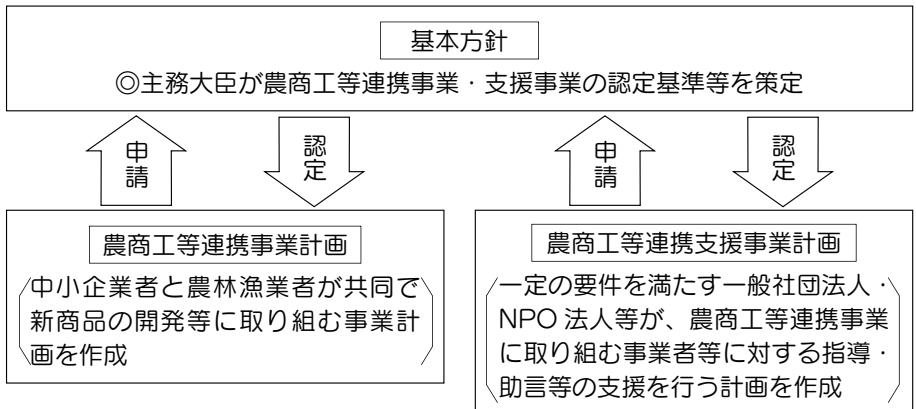 基本方針
◎主務大臣が農商工等連携事業・支援事業の認定基準等を策定
申請
認定
申請
認定
農商工等連携事業計画
中小企業者と農林漁業者が共同で
新商品の開発等に取り組む事業計
画を作成
農商工等連携支援事業計画
一定の要件を満たす一般社団法人・
NPO 法人等が、農商工等連携事業
に取り組む事業者等に対する指導・
助言等の支援を行う計画を作成